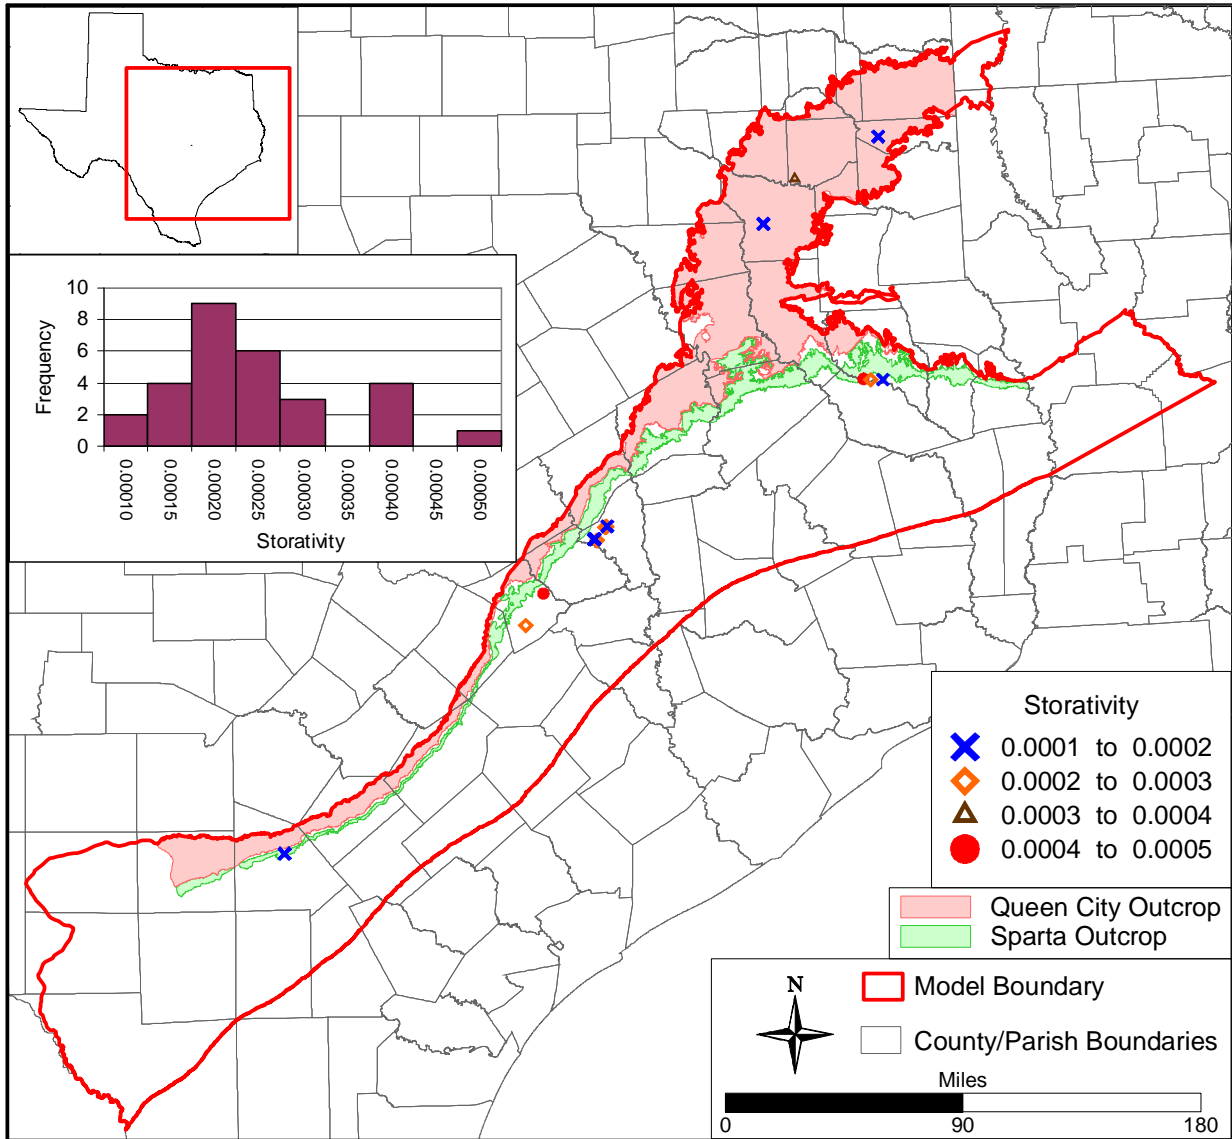 10
8
6
4
2
0
Frequency
0.00010
0.00015
0.00020
0.00025
0.00030
0.00035
0.00040
0.00045
0.00050
Storativity
Storativity
0.0001 to 0.0002
0.0002 to 0.0003
0.0003 to 0.0004
0.0004 to 0.0005
Queen City Outcrop
Sparta Outcrop
N
Model Boundary
County/Parish Boundaries
Miles
0 90 180